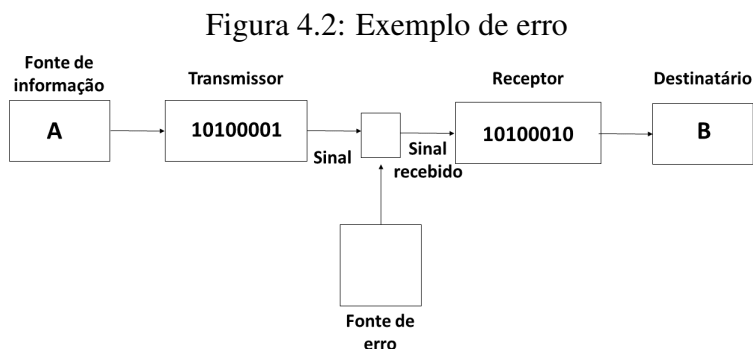 Figura 4.2: Exemplo de erro
Fonte de
informação
Transmissor
Receptor
Destinatário
A
10100001
10100010
B
Sinal
Sinal
recebido
Fonte de
erro